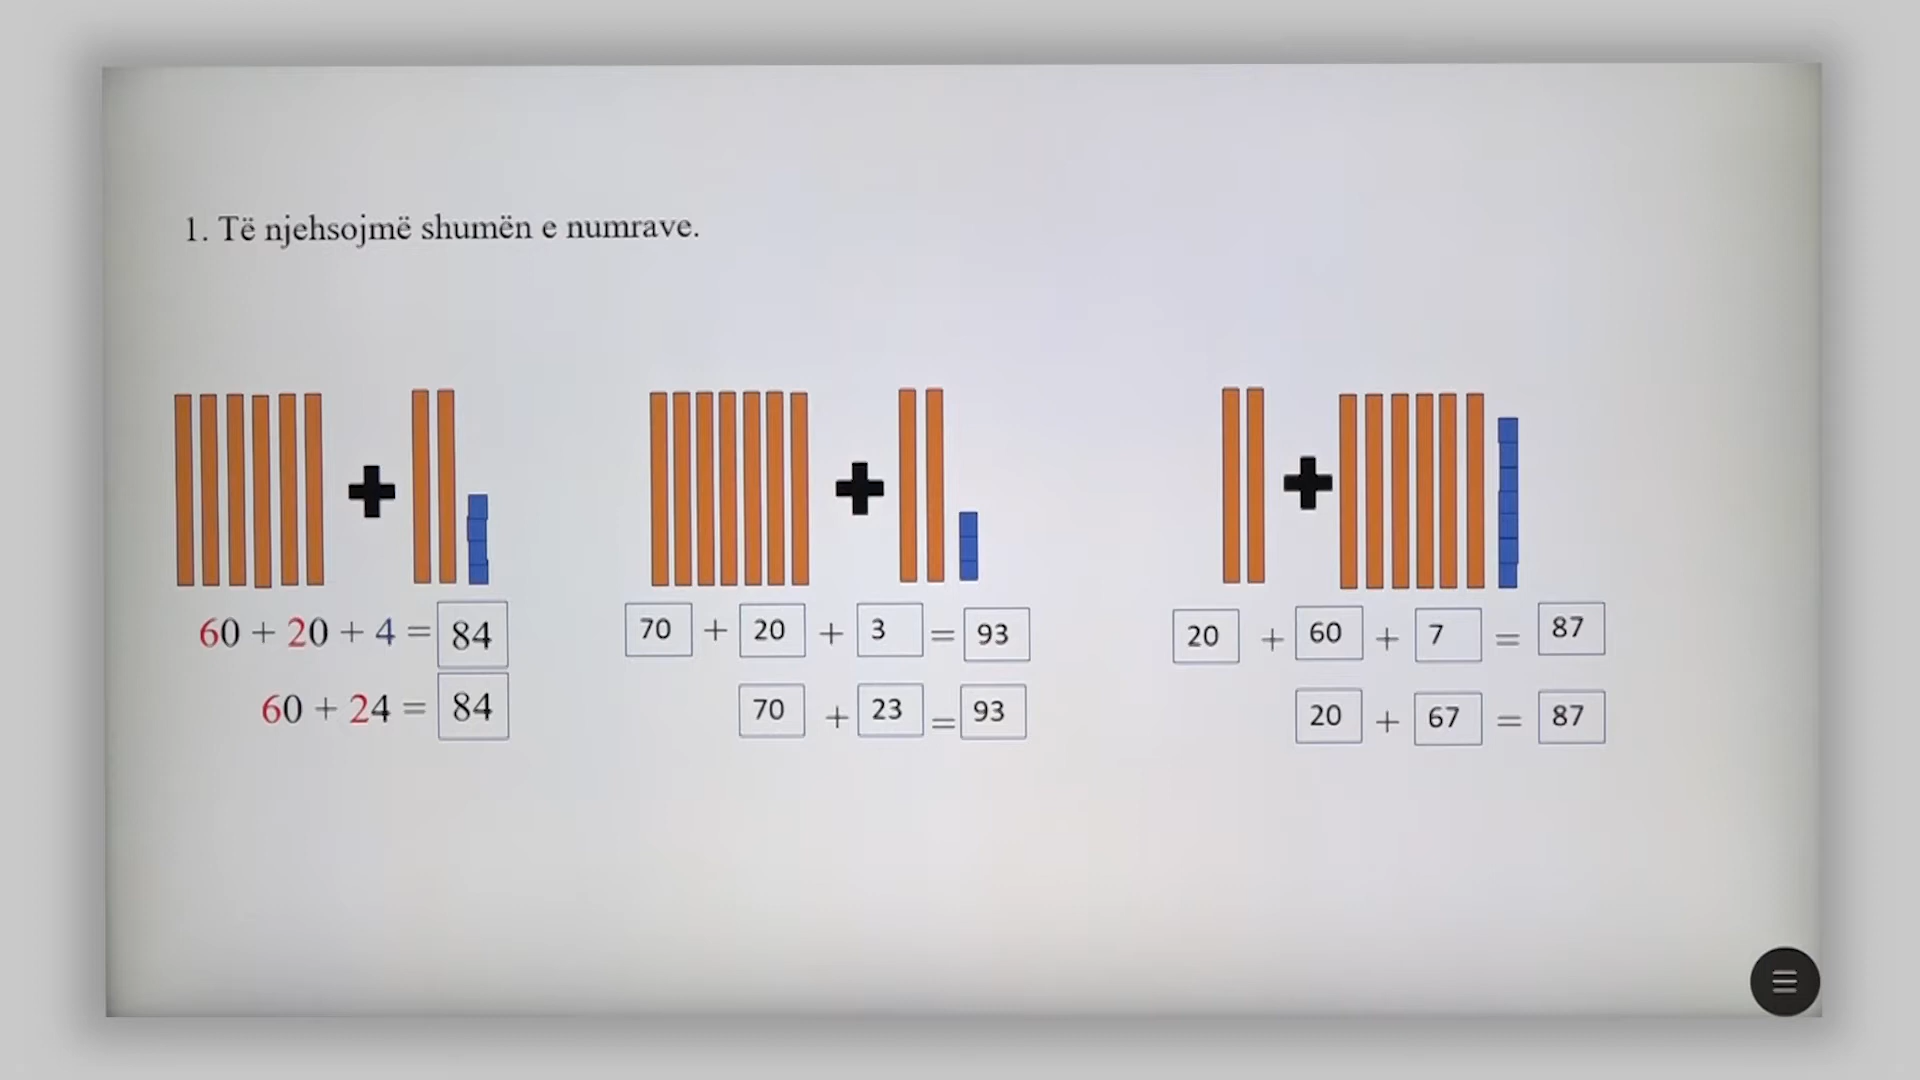 1. Të njehsojmë shumën e numrave.
60 + 20 + 4 = 84
60 + 24 = 84
70 + 20 + 3 = 93
70 + 23 = 93
20 + 60 + 7 = 87
20 + 67 = 87